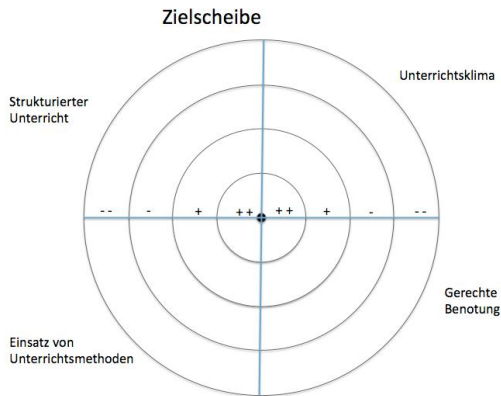 Zielscheibe
Unterrichtsklima
Strukturierter
Unterricht
-- - + ++ ++ + - --
Gerechte
Benotung
Einsatz von
Unterrichtsmethoden